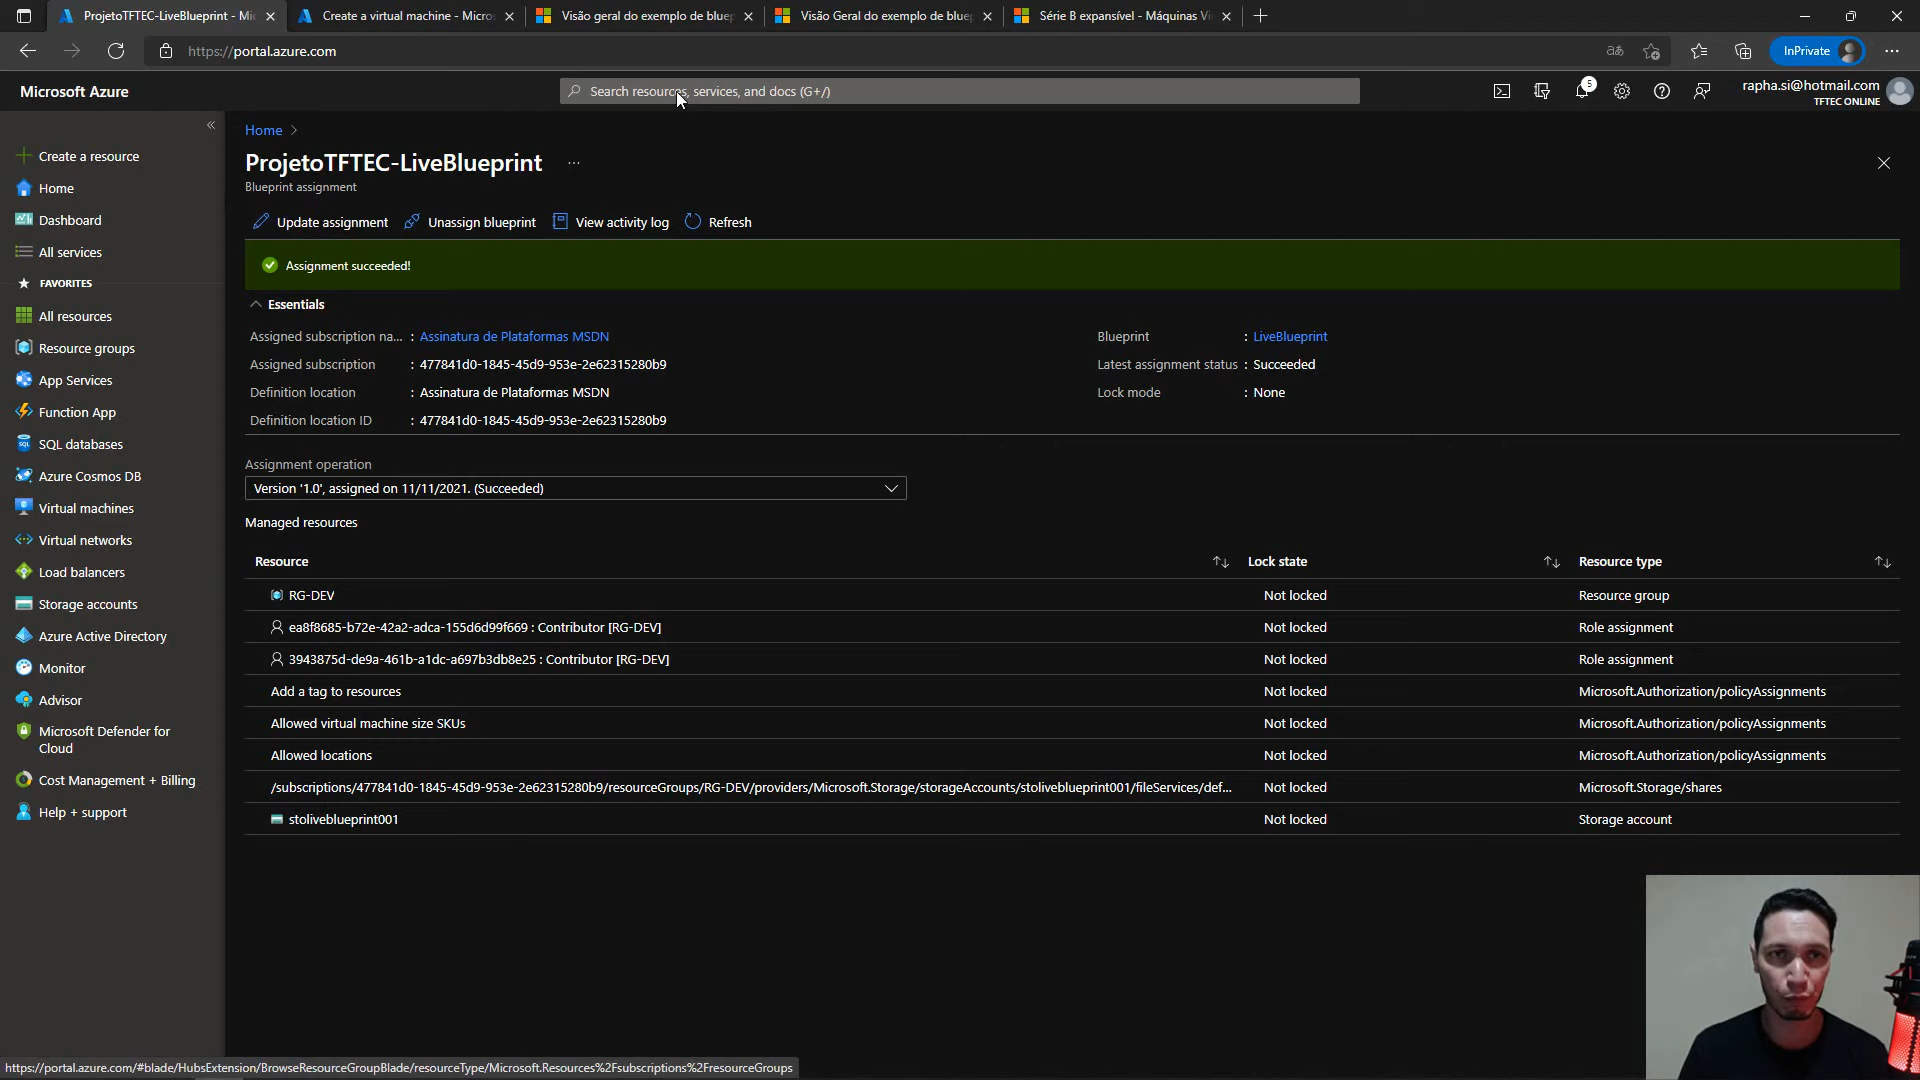 ProjetoTFTEC-LiveBlueprint - Mi
Create a virtual machine - Micros
Visão geral do exemplo de bluep
Visão Geral do exemplo de bluep
Série B expansível - Máquinas Vi
https://portal.azure.com
InPrivate
Microsoft Azure
Search resources, services, and docs (G+/)
5
rapha.si@hotmail.com
TFTEC ONLINE
Create a resource
Home
Dashboard
All services
FAVORITES
All resources
Resource groups
App Services
Function App
SQL databases
Azure Cosmos DB
Virtual machines
Virtual networks
Load balancers
Storage accounts
Azure Active Directory
Monitor
Advisor
Microsoft Defender for
Cloud
Cost Management + Billing
Help + support
Home
ProjetoTFTEC-LiveBlueprint ...
Blueprint assignment
Update assignment
Unassign blueprint
View activity log
Refresh
Assignment succeeded!
Essentials
Assigned subscription na... : Assinatura de Plataformas MSDN
Assigned subscription : 477841d0-1845-45d9-953e-2e62315280b9
Definition location : Assinatura de Plataformas MSDN
Definition location ID : 477841d0-1845-45d9-953e-2e62315280b9
Blueprint : LiveBlueprint
Latest assignment status : Succeeded
Lock mode : None
Assignment operation
Version '1.0', assigned on 11/11/2021. (Succeeded)
Managed resources
Resource Lock state Resource type
RG-DEV Not locked Resource group
ea8f8685-b72e-42a2-adca-155d6d99f669 : Contributor [RG-DEV] Not locked Role assignment
3943875d-de9a-461b-a1dc-a697b3db8e25 : Contributor [RG-DEV] Not locked Role assignment
Add a tag to resources Not locked Microsoft.Authorization/policyAssignments
Allowed virtual machine size SKUs Not locked Microsoft.Authorization/policyAssignments
Allowed locations Not locked Microsoft.Authorization/policyAssignments
/subscriptions/477841d0-1845-45d9-953e-2e62315280b9/resourceGroups/RG-DEV/providers/Microsoft.Storage/storageAccounts/stoliveblueprint001/fileServices/def... Not locked Microsoft.Storage/shares
stoliveblueprint001 Not locked Storage account
https://portal.azure.com/#blade/HubsExtension/BrowseResourceGroupBlade/resourceType/Microsoft.Resources%2Fsubscriptions%2FresourceGroups